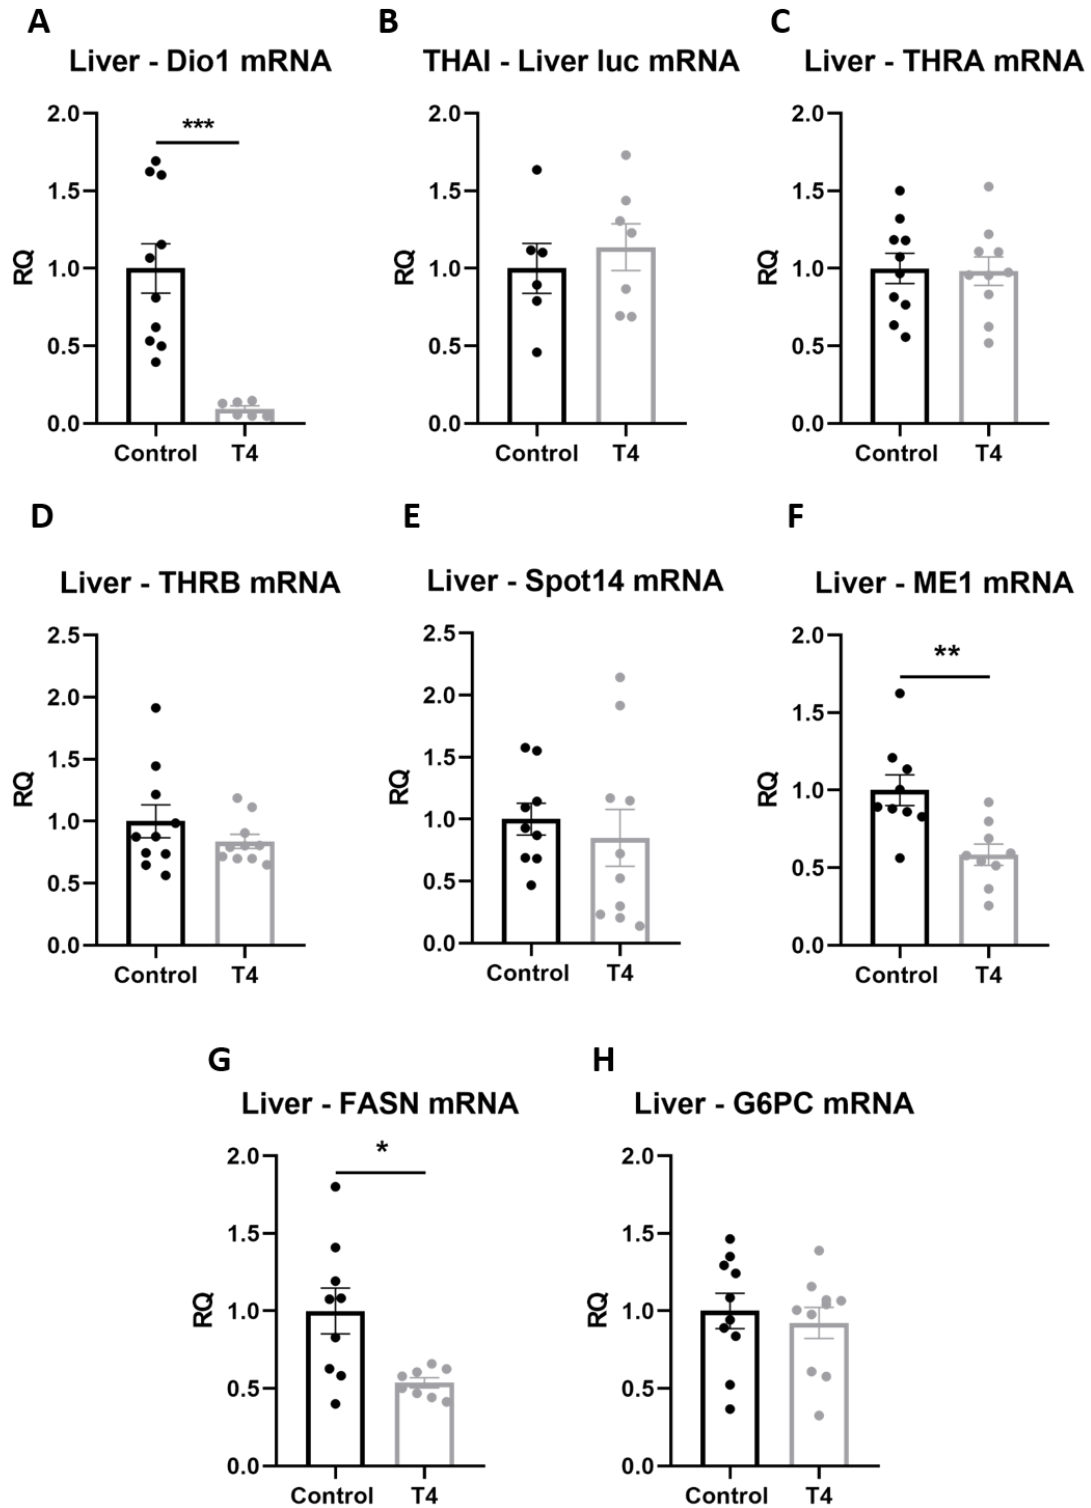 A
B
C
Liver - Dio1 mRNA
THAI - Liver luc mRNA
Liver - THRA mRNA
2.0
1.5
1.0
0.5
0.0
RQ
***
Control
T4
2.0
1.5
1.0
0.5
0.0
RQ
Control
T4
2.0
1.5
1.0
0.5
0.0
RQ
Control
T4
D
E
F
Liver - THRB mRNA
Liver - Spot14 mRNA
Liver - ME1 mRNA
2.5
2.0
1.5
1.0
0.5
0.0
RQ
Control
T4
2.5
2.0
1.5
1.0
0.5
0.0
RQ
Control
T4
2.0
1.5
1.0
0.5
0.0
RQ
**
Control
T4
G
H
Liver - FASN mRNA
Liver - G6PC mRNA
2.0
1.5
1.0
0.5
0.0
RQ
*
Control
T4
2.0
1.5
1.0
0.5
0.0
RQ
Control
T4